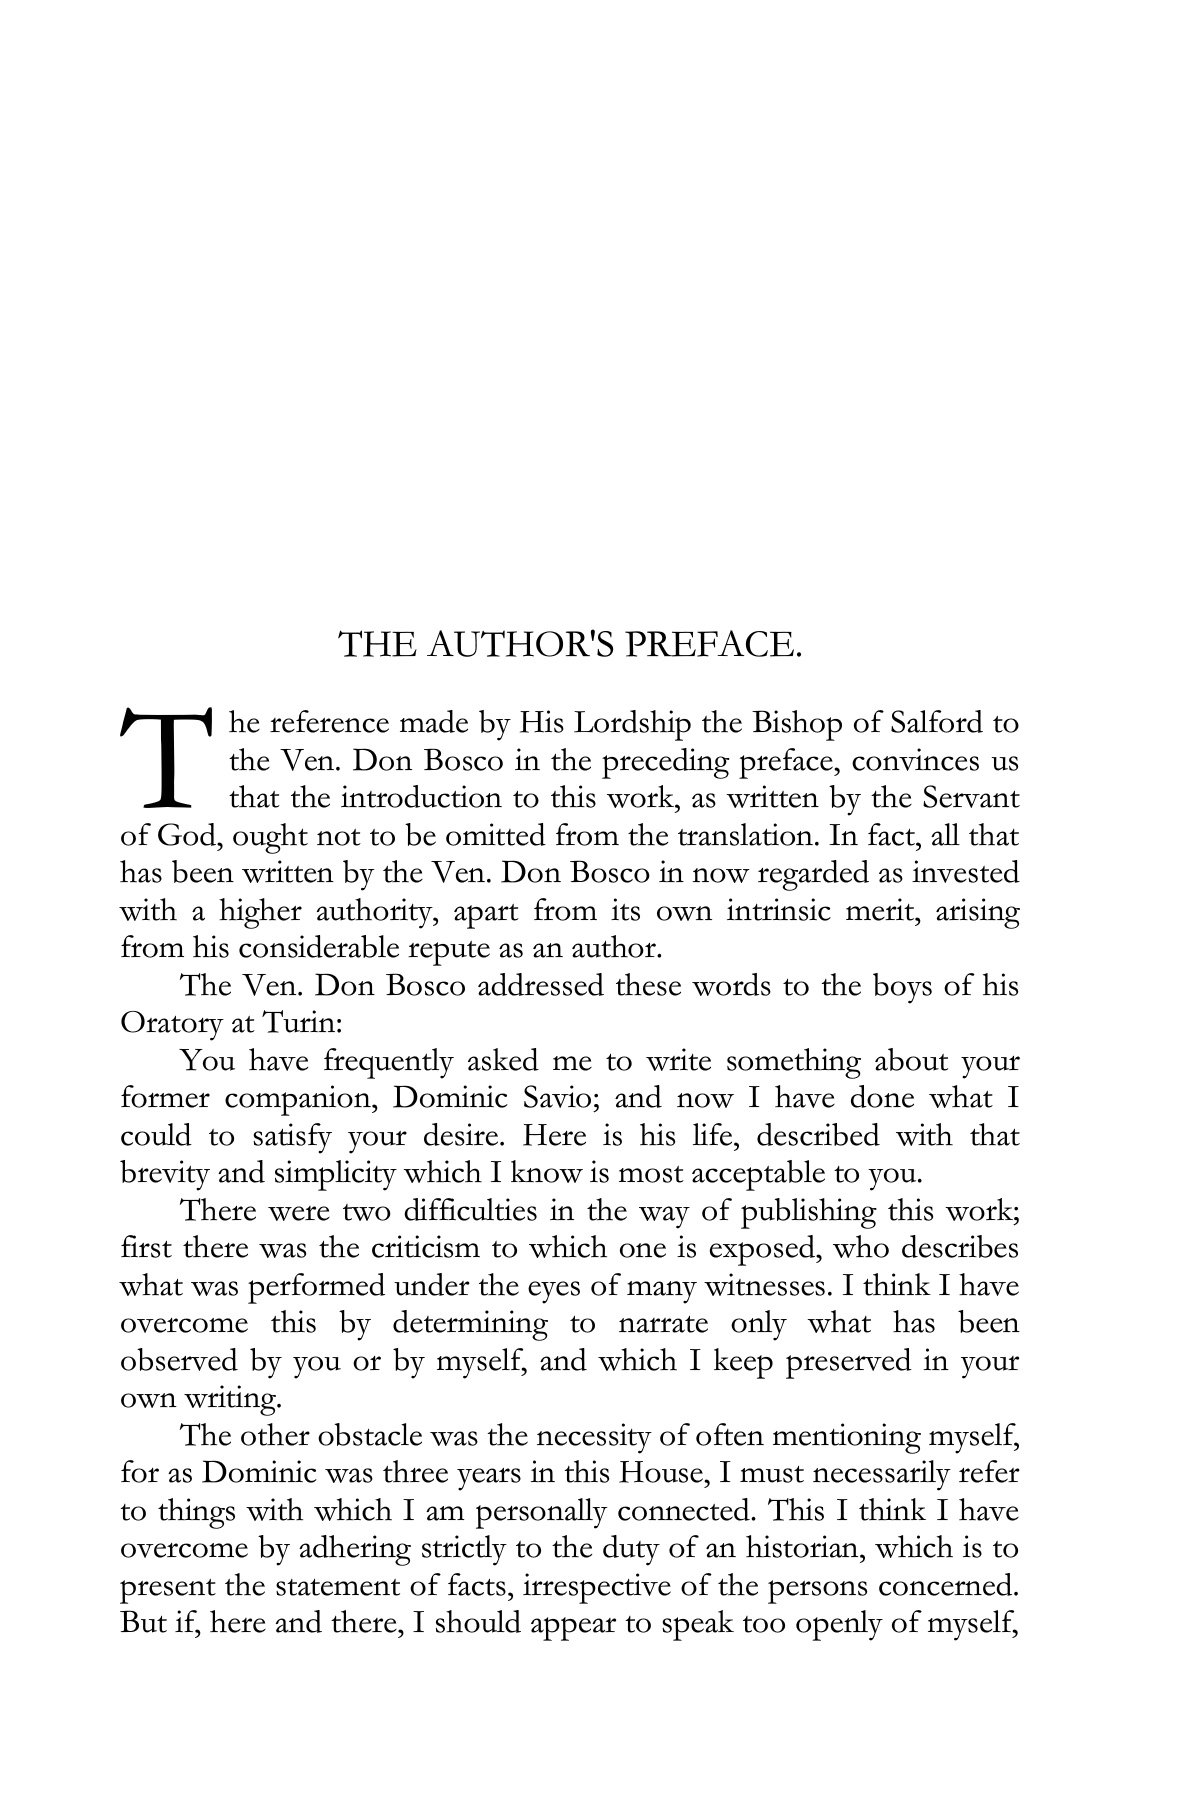 THE AUTHOR'S PREFACE.
The reference made by His Lordship the Bishop of Salford to
the Ven. Don Bosco in the preceding preface, convinces us
that the introduction to this work, as written by the Servant
of God, ought not to be omitted from the translation. In fact, all that
has been written by the Ven. Don Bosco in now regarded as invested
with a higher authority, apart from its own intrinsic merit, arising
from his considerable repute as an author.
The Ven. Don Bosco addressed these words to the boys of his
Oratory at Turin:
You have frequently asked me to write something about your
former companion, Dominic Savio; and now I have done what I
could to satisfy your desire. Here is his life, described with that
brevity and simplicity which I know is most acceptable to you.
There were two difficulties in the way of publishing this work;
first there was the criticism to which one is exposed, who describes
what was performed under the eyes of many witnesses. I think I have
overcome this by determining to narrate only what has been
observed by you or by myself, and which I keep preserved in your
own writing.
The other obstacle was the necessity of often mentioning myself,
for as Dominic was three years in this House, I must necessarily refer
to things with which I am personally connected. This I think I have
overcome by adhering strictly to the duty of an historian, which is to
present the statement of facts, irrespective of the persons concerned.
But if, here and there, I should appear to speak too openly of myself,